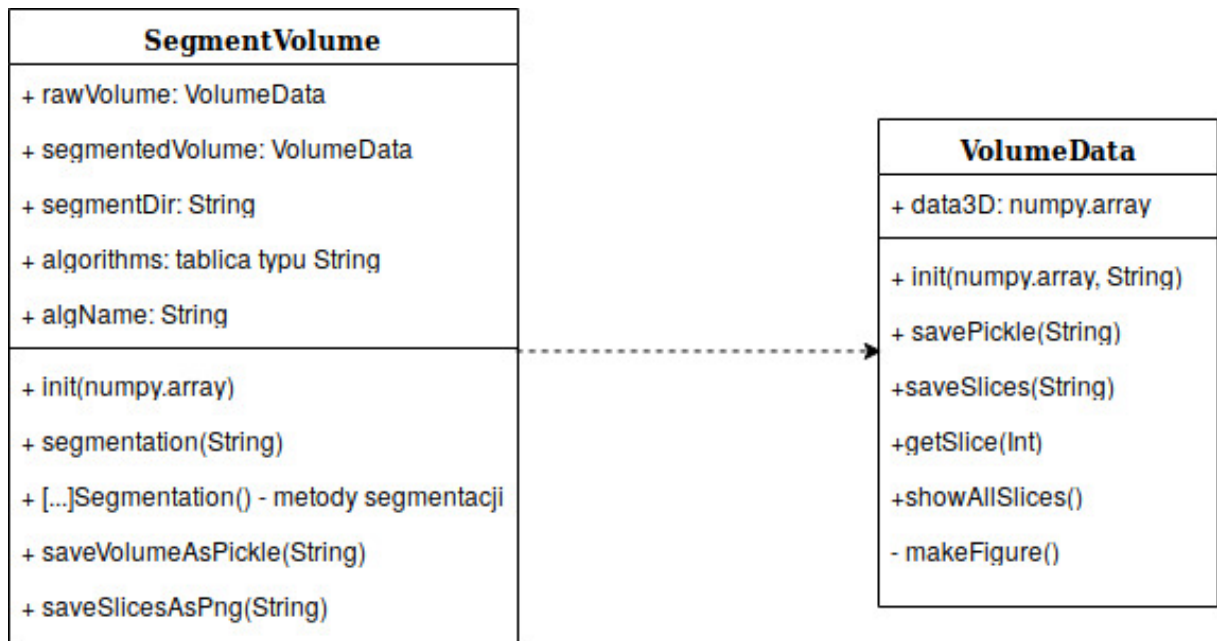 SegmentVolume
+ rawVolume: VolumeData
+ segmentedVolume: VolumeData
+ segmentDir: String
+ algorithms: tablica typu String
+ algName: String
+ init(numpy.array)
+ segmentation(String)
+ [...]Segmentation() - metody segmentacji
+ saveVolumeAsPickle(String)
+ saveSlicesAsPng(String)
VolumeData
+ data3D: numpy.array
+ init(numpy.array, String)
+ savePickle(String)
+saveSlices(String)
+getSlice(Int)
+showAllSlices()
- makeFigure()